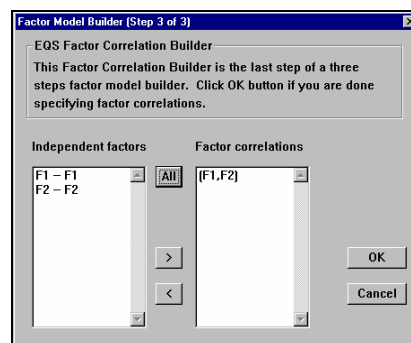 Factor Model Builder (Step 3 of 3)
EQS Factor Correlation Builder
This Factor Correlation Builder is the last step of a three
steps factor model builder. Click OK button if you are done
specifying factor correlations.
Independent factors
Factor correlations
F1 – F1
F2 – F2
All
(F1,F2)
>
<
OK
Cancel